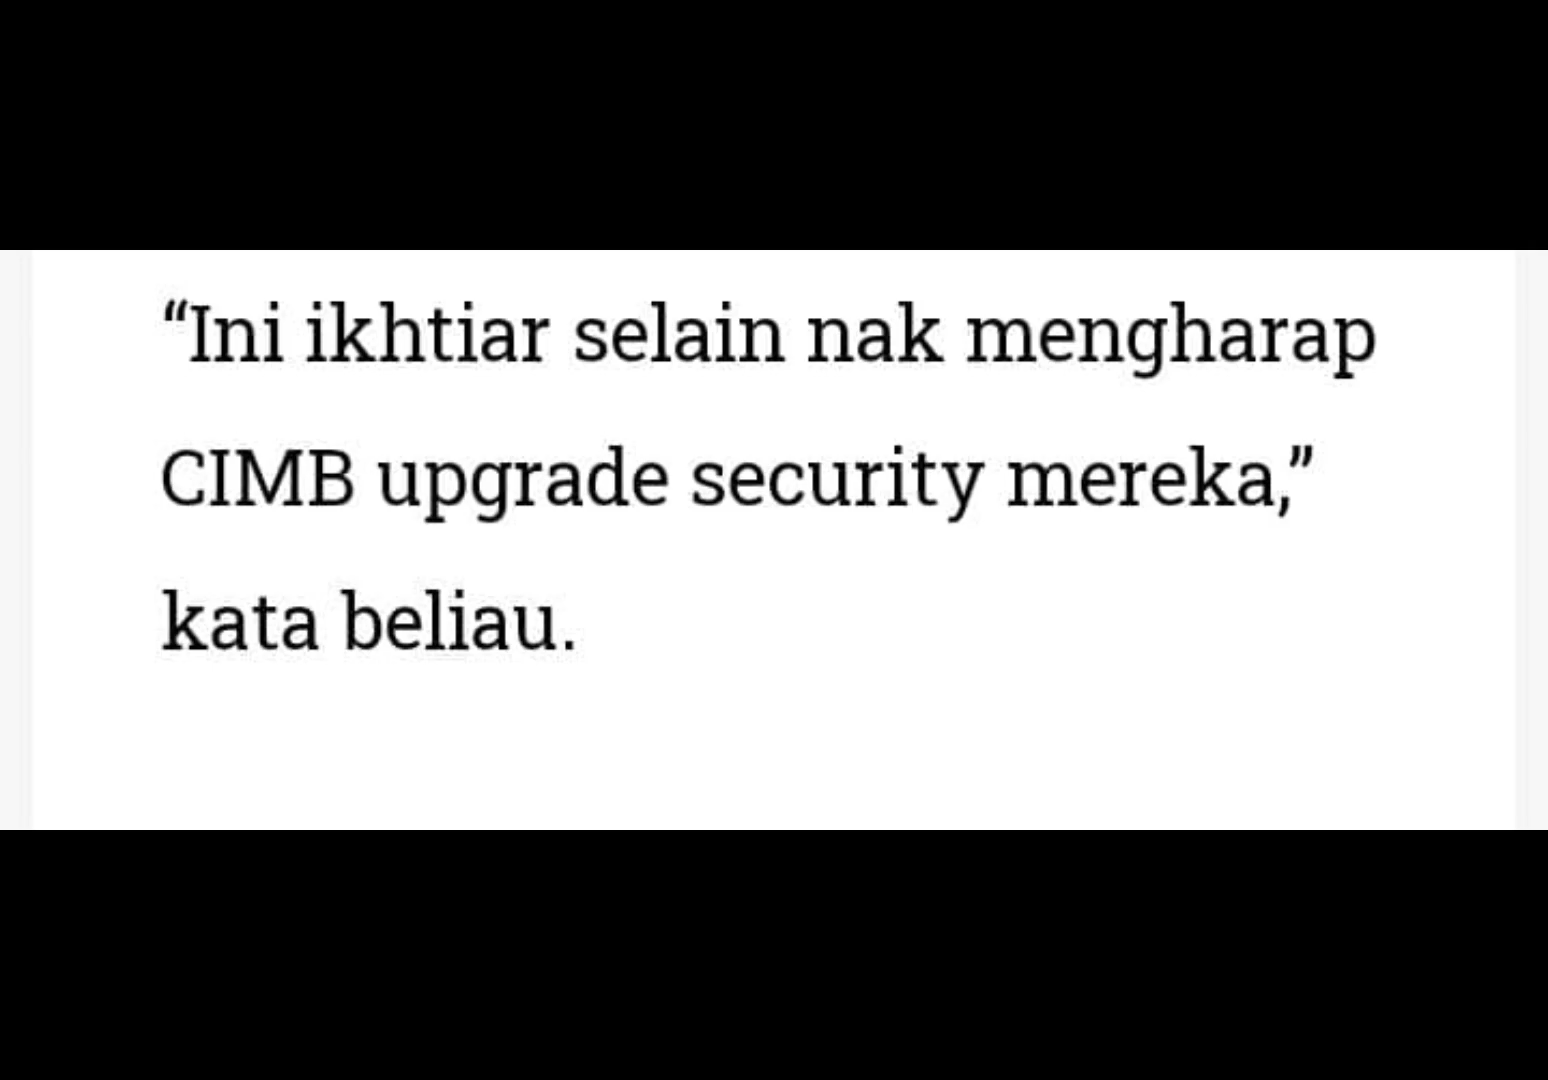 “Ini ikhtiar selain nak mengharap
CIMB upgrade security mereka,”
kata beliau.